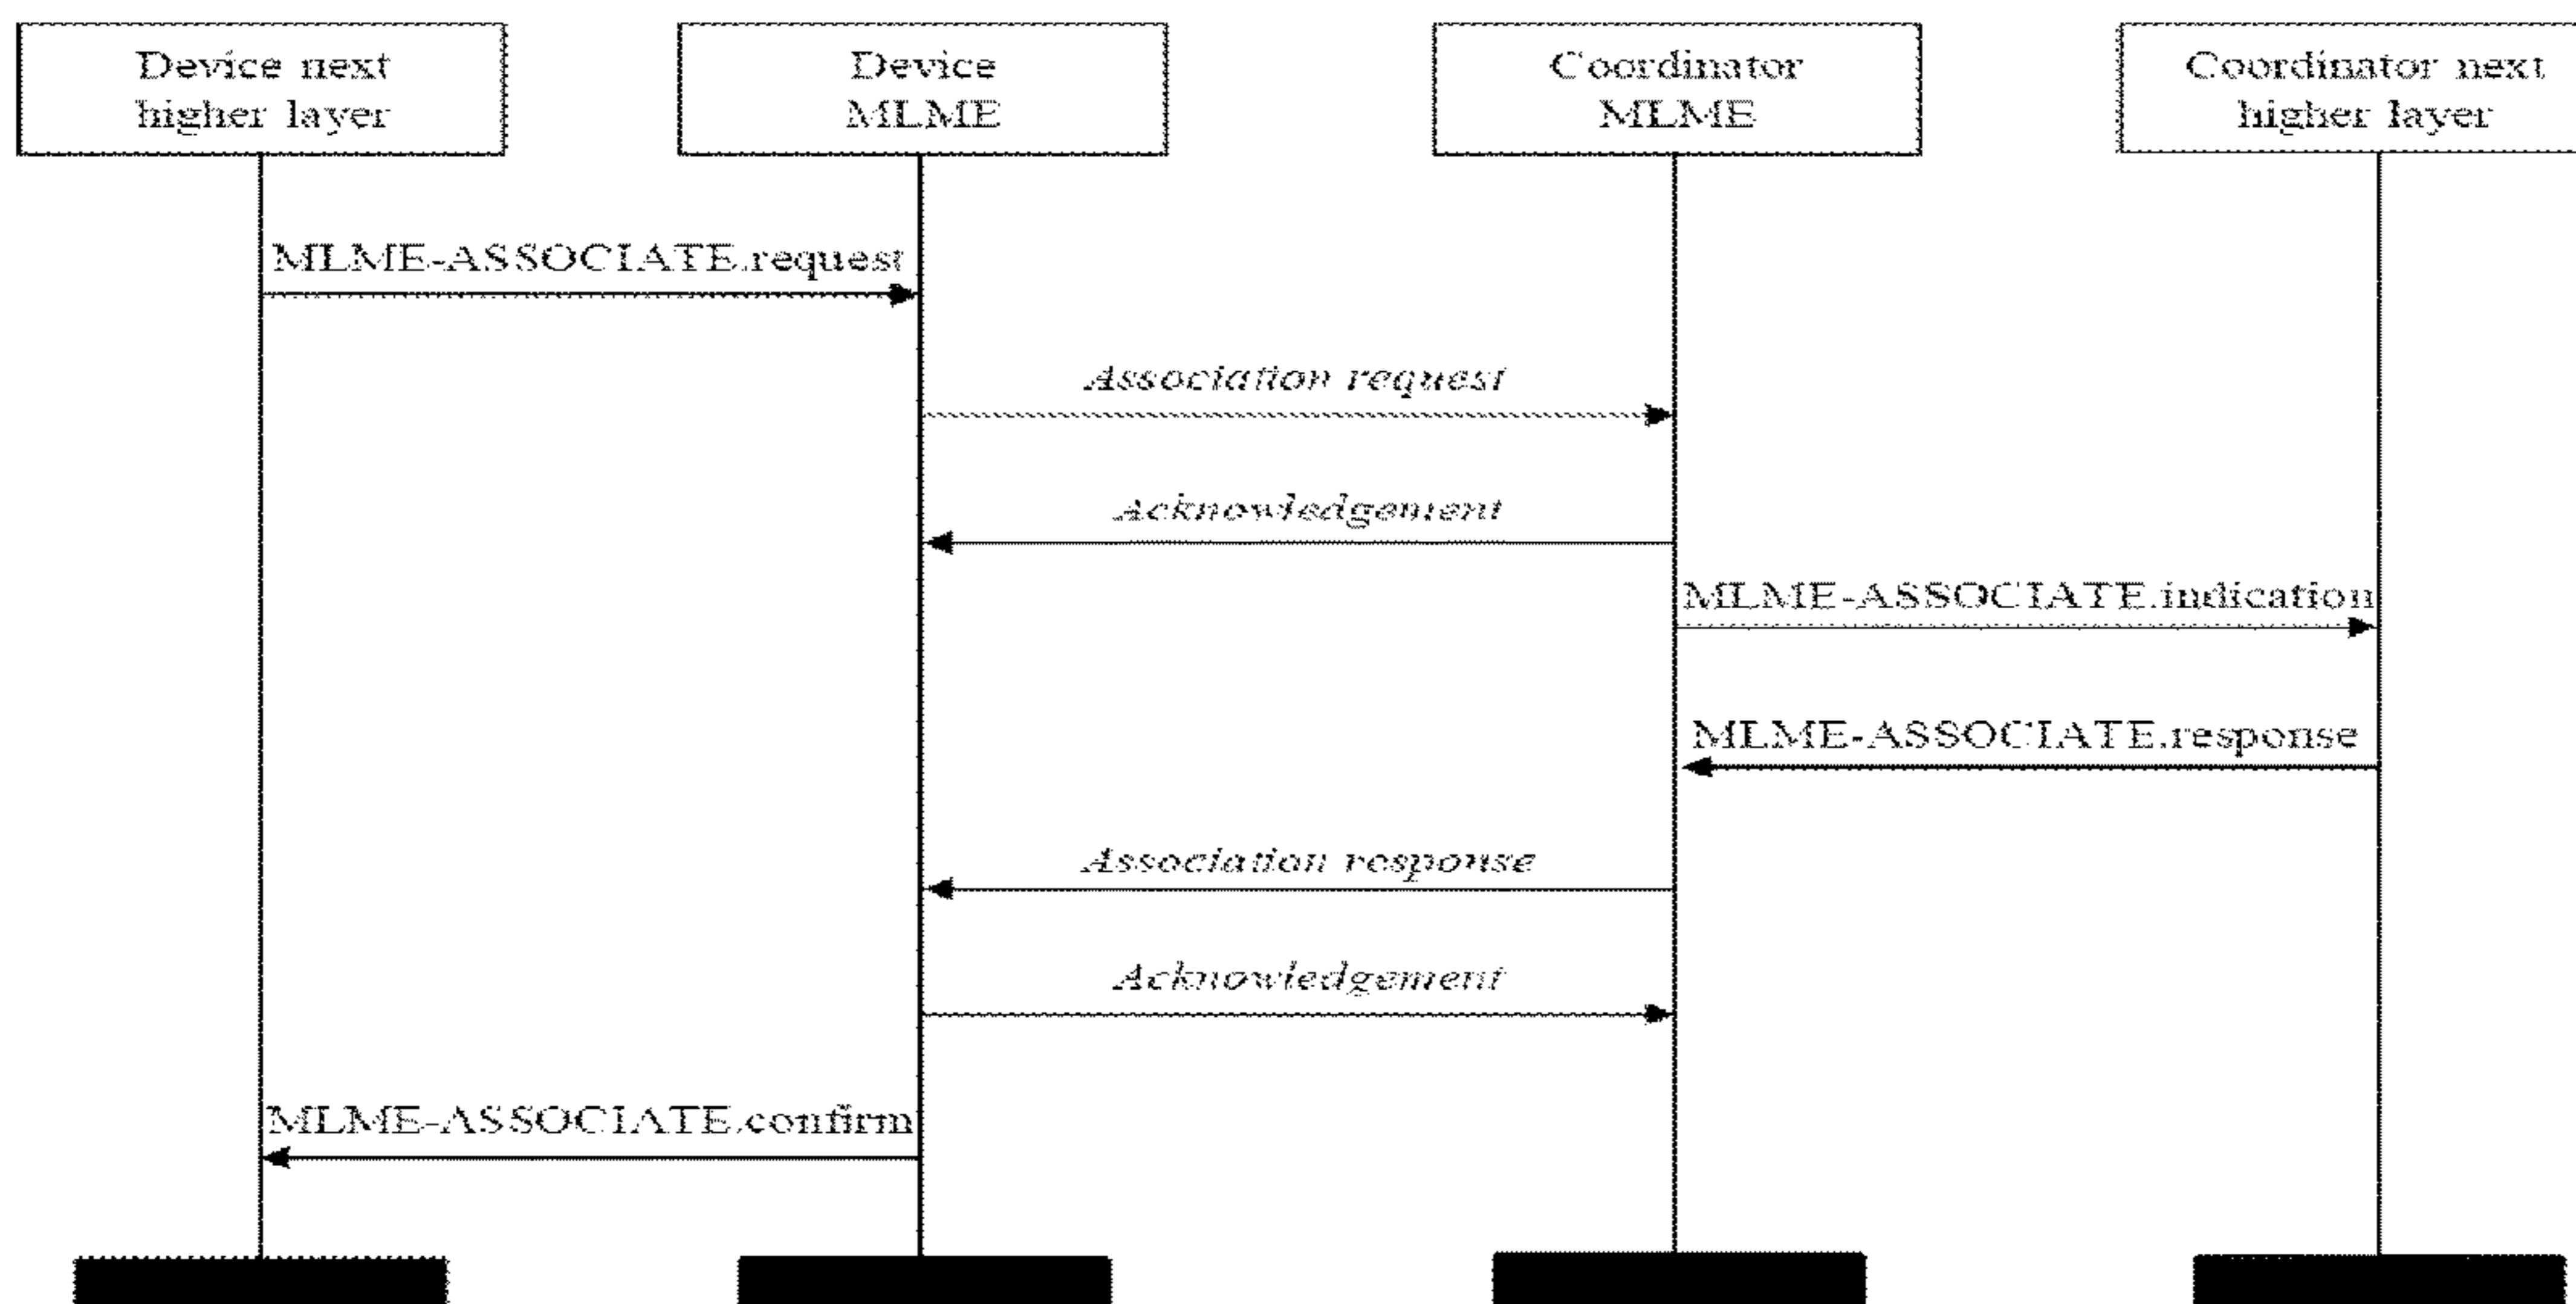 Device next
higher layer
Device
MLME
Coordinator
MLME
Coordinator next
higher layer
MLME-ASSOCIATE.request
Association request
Acknowledgement
MLME-ASSOCIATE.indication
MLME-ASSOCIATE.response
Association response
Acknowledgement
MLME-ASSOCIATE.confirm